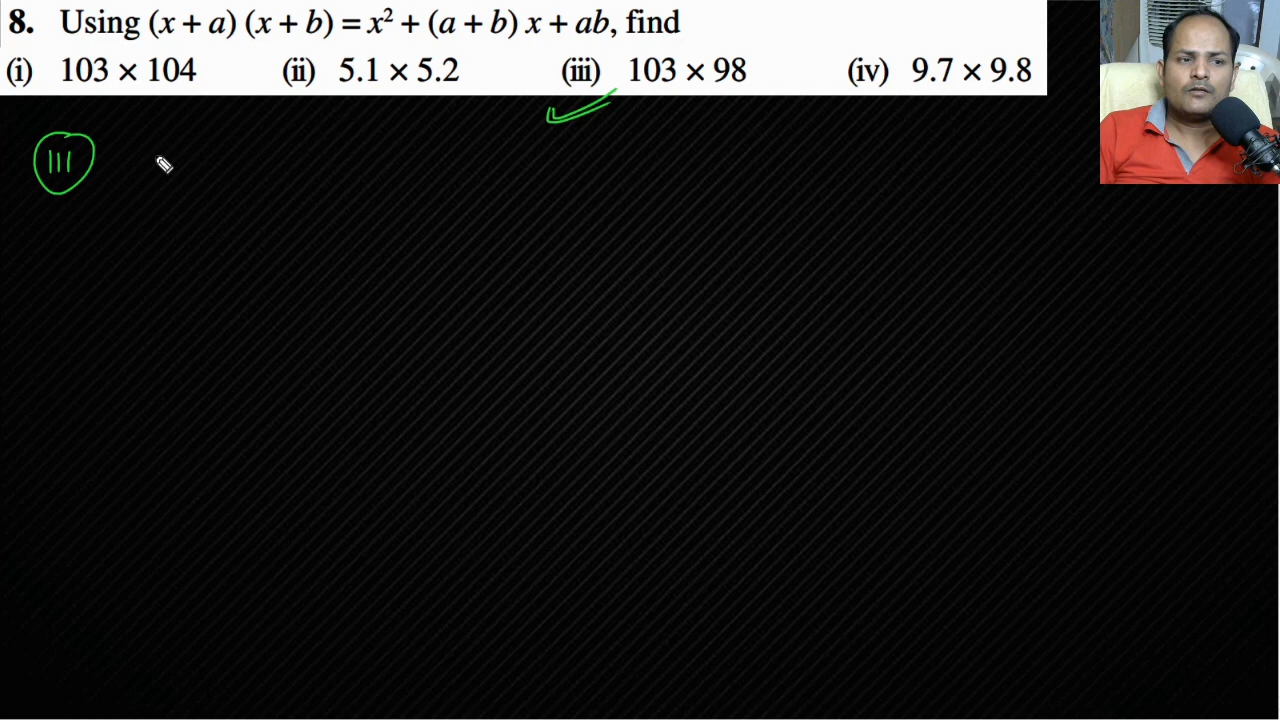 8. Using (x + a) (x + b) = x² + (a + b) x + ab, find
(i) 103 × 104 (ii) 5.1 × 5.2 (iii) 103 × 98 (iv) 9.7 × 9.8
III